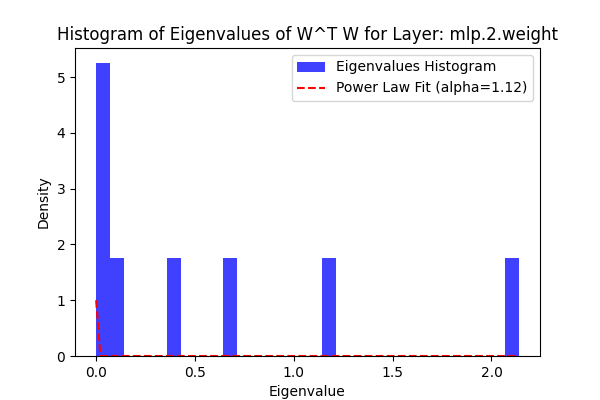 Histogram of Eigenvalues of W^T W for Layer: mlp.2.weight
Eigenvalues Histogram
Power Law Fit (alpha=1.12)
Density
5
4
3
2
1
0
0.0 0.5 1.0 1.5 2.0
Eigenvalue